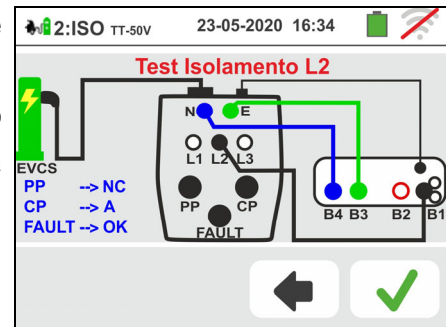 2:ISO TT-50V 23-05-2020 16:34
Test Isolamento L2
N E
L1 L2 L3
EVCS
PP --> NC
CP --> A
FAULT --> OK
PP CP
FAULT
B4 B3 B2 B1